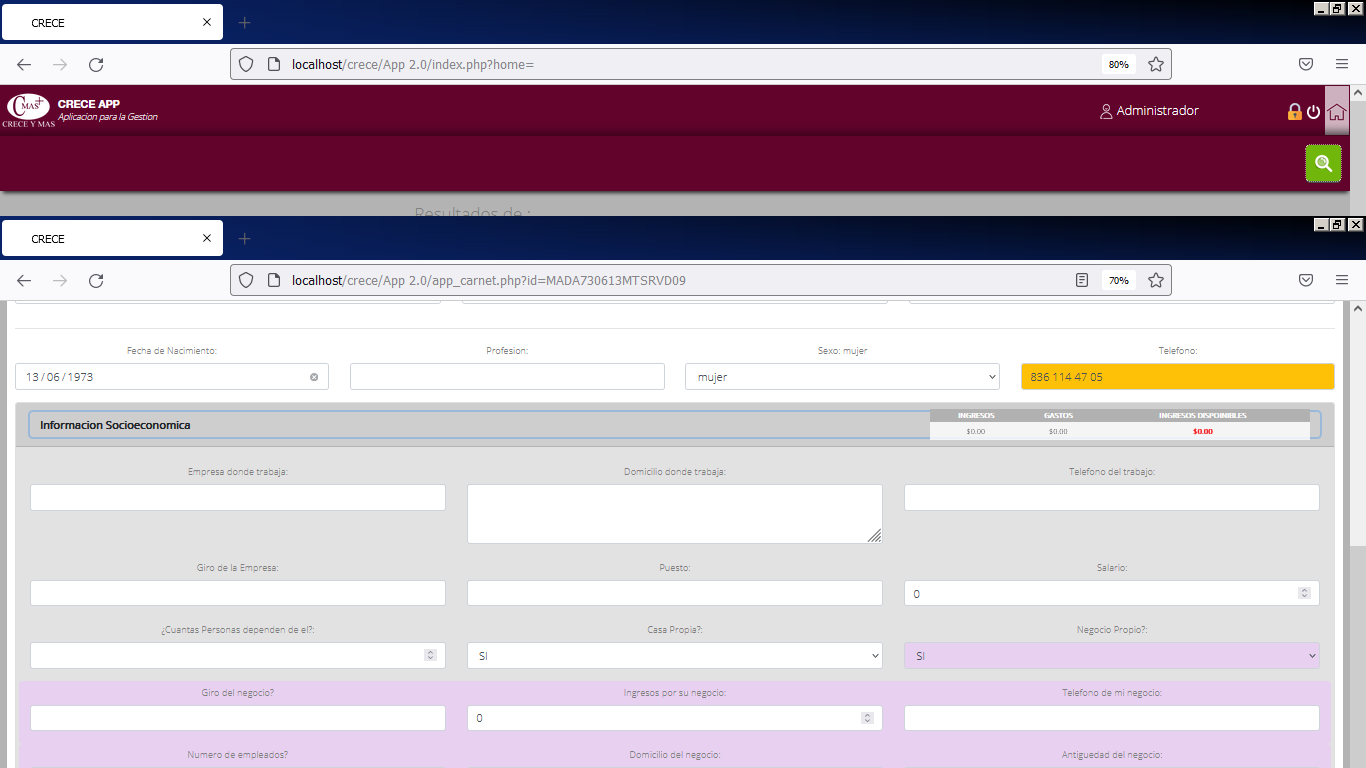 CRECE
localhost/crece/App 2.0/index.php?home=
80%
C MAS+
CRECE Y MAS
CRECE APP
Aplicacion para la Gestion
Administrador
Resultados de :
CRECE
localhost/crece/App 2.0/app_carnet.php?id=MADA730613MTSRVD09
70%
Fecha de Nacimiento: Profesion: Sexo: mujer Telefono:
13 / 06 / 1973 mujer 836 114 47 05
Informacion Socioeconomica
INGRESOS GASTOS INGRESOS DISPOINIBLES
$0.00 $0.00 $0.00
Empresa donde trabaja: Domicilio donde trabaja: Telefono del trabajo:
Giro de la Empresa: Puesto: Salario:
0
¿Cuantas Personas dependen de el?: Casa Propia?: Negocio Propio?:
SI SI
Giro del negocio? Ingresos por su negocio: Telefono de mi negocio:
0
Numero de empleados? Domicilio del negocio: Antiguedad del negocio: